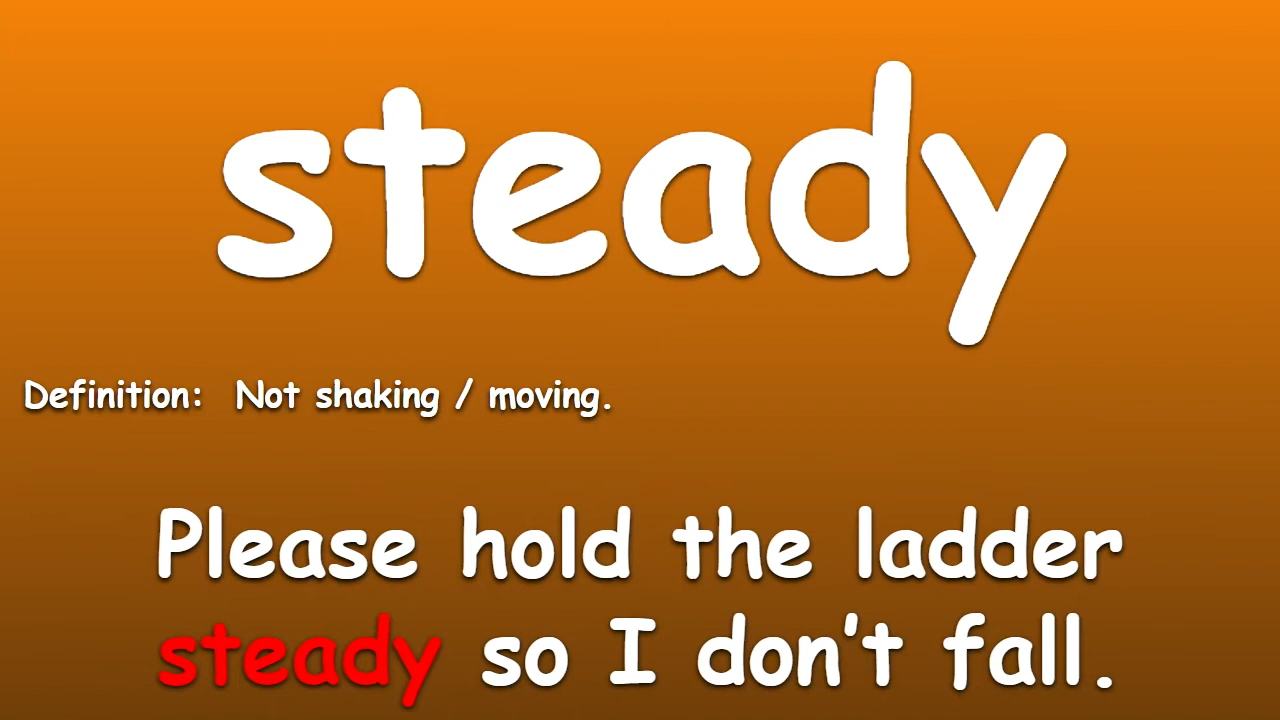 steady
Definition:  Not shaking / moving.
Please hold the ladder
steady so I don't fall.